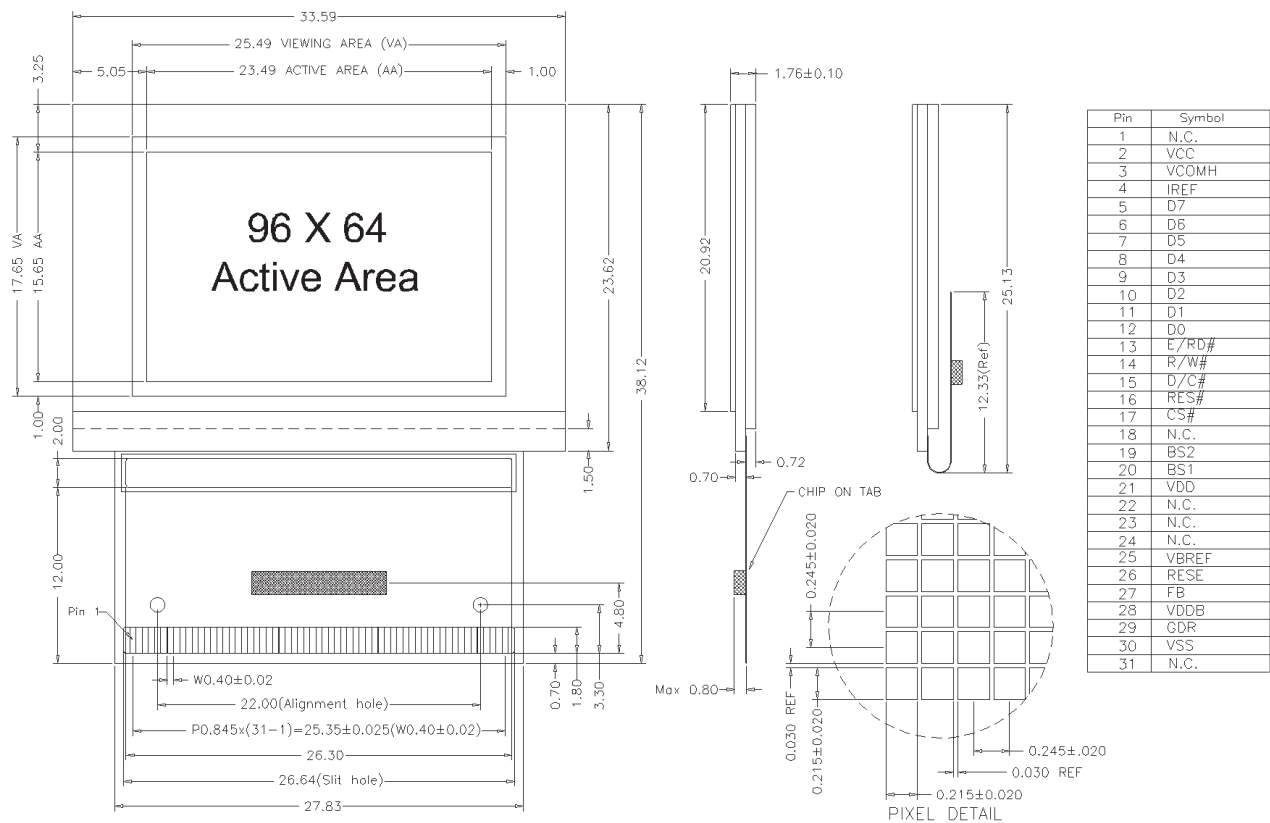 33.59
25.49 VIEWING AREA (VA)
5.05
23.49 ACTIVE AREA (AA)
1.00
3.25
17.65 VA
15.65 AA
96 X 64
Active Area
23.62
38.12
1.00
2.00
1.50
12.00
Pin 1
4.80
W0.40±0.02
22.00(Alignment hole)
0.70
1.80
3.30
P0.845x(31-1)=25.35±0.025(W0.40±0.02)
26.30
26.64(Slit hole)
27.83
1.76±0.10
20.92
0.70
0.72
CHIP ON TAB
Max 0.80
25.13
12.33(Ref)
0.245±0.020
0.030 REF
0.215±0.020
0.245±.020
0.030 REF
0.215±0.020
PIXEL DETAIL
Pin Symbol
1 N.C.
2 VCC
3 VCOMH
4 IREF
5 D7
6 D6
7 D5
8 D4
9 D3
10 D2
11 D1
12 D0
13 E/RD#
14 R/W#
15 D/C#
16 RES#
17 CS#
18 N.C.
19 BS2
20 BS1
21 VDD
22 N.C.
23 N.C.
24 N.C.
25 VBREF
26 RESE
27 FB
28 VDDB
29 GDR
30 VSS
31 N.C.